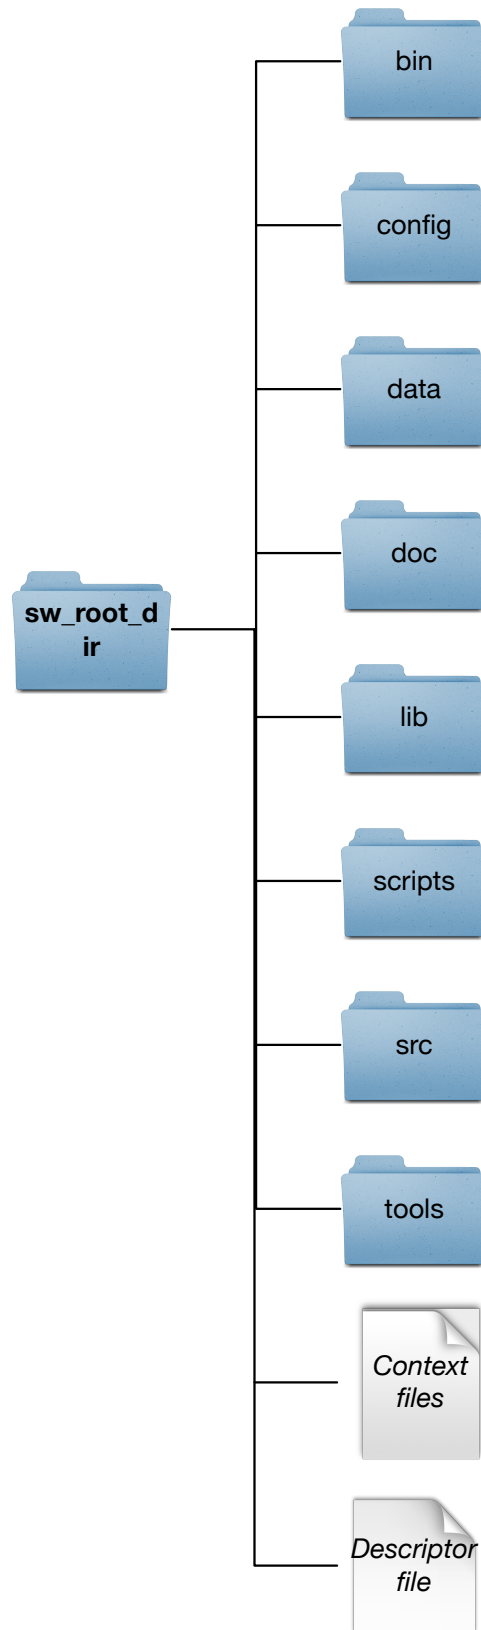 bin
config
data
doc
sw_root_d
ir
lib
scripts
src
tools
Context
files
Descriptor
file